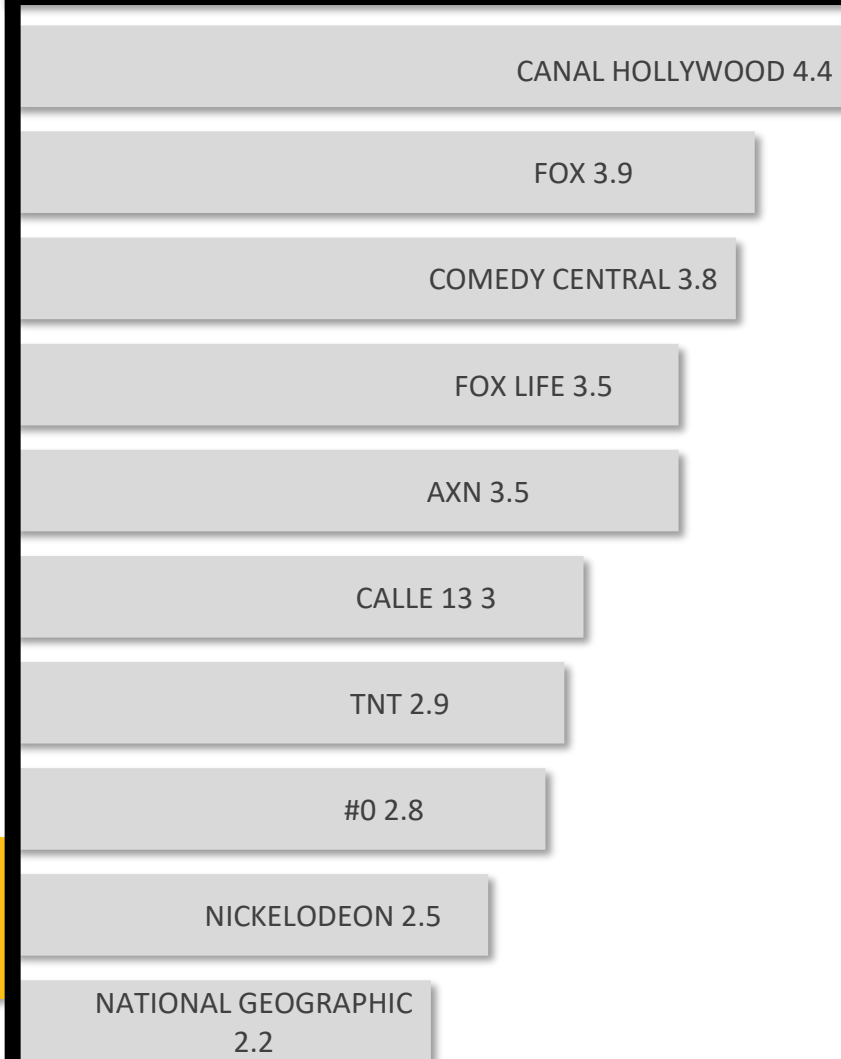 CANAL HOLLYWOOD 4.4
FOX 3.9
COMEDY CENTRAL 3.8
FOX LIFE 3.5
AXN 3.5
CALLE 13 3
TNT 2.9
#0 2.8
NICKELODEON 2.5
NATIONAL GEOGRAPHIC
2.2